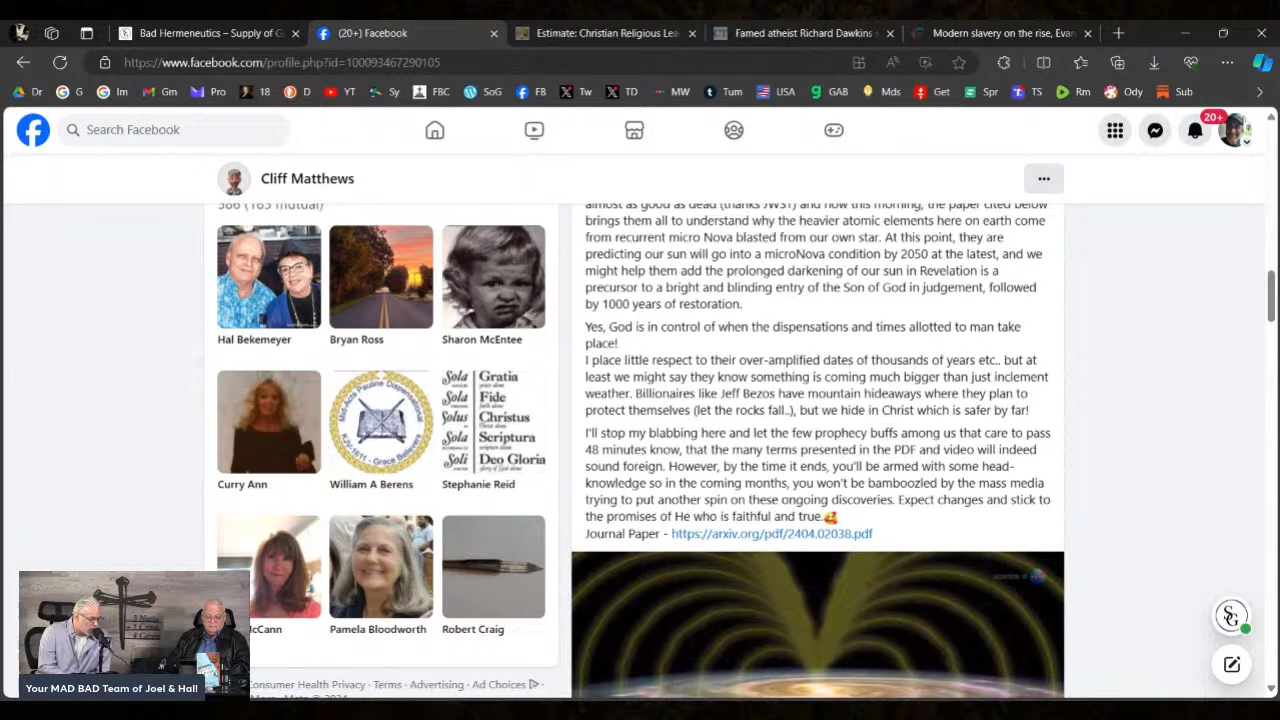 Bad Hermeneutics – Supply of G
(20+) Facebook
Estimate: Christian Religious Lea
Famed atheist Richard Dawkins s
Modern slavery on the rise, Evan
https://www.facebook.com/profile.php?id=100093467290105
Dr
G
Im
Gm
Pro
18
D
YT
Sy
FBC
SoG
FB
Tw
TD
MW
Tum
USA
GAB
Mds
Get
Spr
TS
Rm
Ody
Sub
Search Facebook
20+
Cliff Matthews
386 (183 mutual)
Hal Bekemeyer
Bryan Ross
Sharon McEntee
Mid-Acts Pauline Dispensational
KJV-1611 - Grace Believers
Sola Gratia
Sola Fide
Solus Christus
Sola Scriptura
Soli Deo Gloria
Curry Ann
William A Berens
Stephanie Reid
cCann
Pamela Bloodworth
Robert Craig
onsumer Health Privacy · Terms · Advertising · Ad Choices ·
almost as good as dead (thanks JWST) and now this morning, the paper cited below
brings them all to understand why the heavier atomic elements here on earth come
from recurrent micro Nova blasted from our own star. At this point, they are
predicting our sun will go into a microNova condition by 2050 at the latest, and we
might help them add the prolonged darkening of our sun in Revelation is a
precursor to a bright and blinding entry of the Son of God in judgement, followed
by 1000 years of restoration.
Yes, God is in control of when the dispensations and times allotted to man take
place!
I place little respect to their over-amplified dates of thousands of years etc.. but at
least we might say they know something is coming much bigger than just inclement
weather. Billionaires like Jeff Bezos have mountain hideaways where they plan to
protect themselves (let the rocks fall..), but we hide in Christ which is safer by far!
I'll stop my blabbing here and let the few prophecy buffs among us that care to pass
48 minutes know, that the many terms presented in the PDF and video will indeed
sound foreign. However, by the time it ends, you'll be armed with some head-
knowledge so in the coming months, you won't be bamboozled by the mass media
trying to put another spin on these ongoing discoveries. Expect changes and stick to
the promises of He who is faithful and true.🥰
Journal Paper - https://arxiv.org/pdf/2404.02038.pdf
SG
Your MAD BAD Team of Joel & Hal!